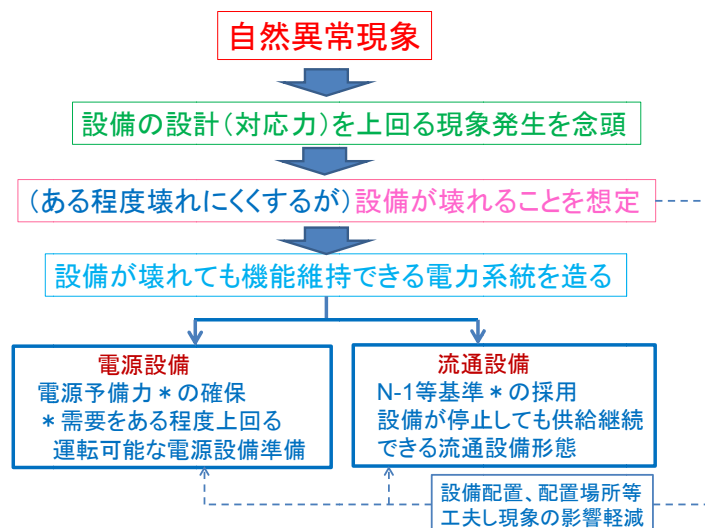 自然異常現象
設備の設計(対応力)を上回る現象発生を念頭
(ある程度壊れにくくするが)設備が壊れることを想定
設備が壊れても機能維持できる電力系統を造る
電源設備
電源予備力*の確保
*需要をある程度上回る
運転可能な電源設備準備
流通設備
N-1等基準*の採用
設備が停止しても供給継続
できる流通設備形態
設備配置、配置場所等
工夫し現象の影響軽減